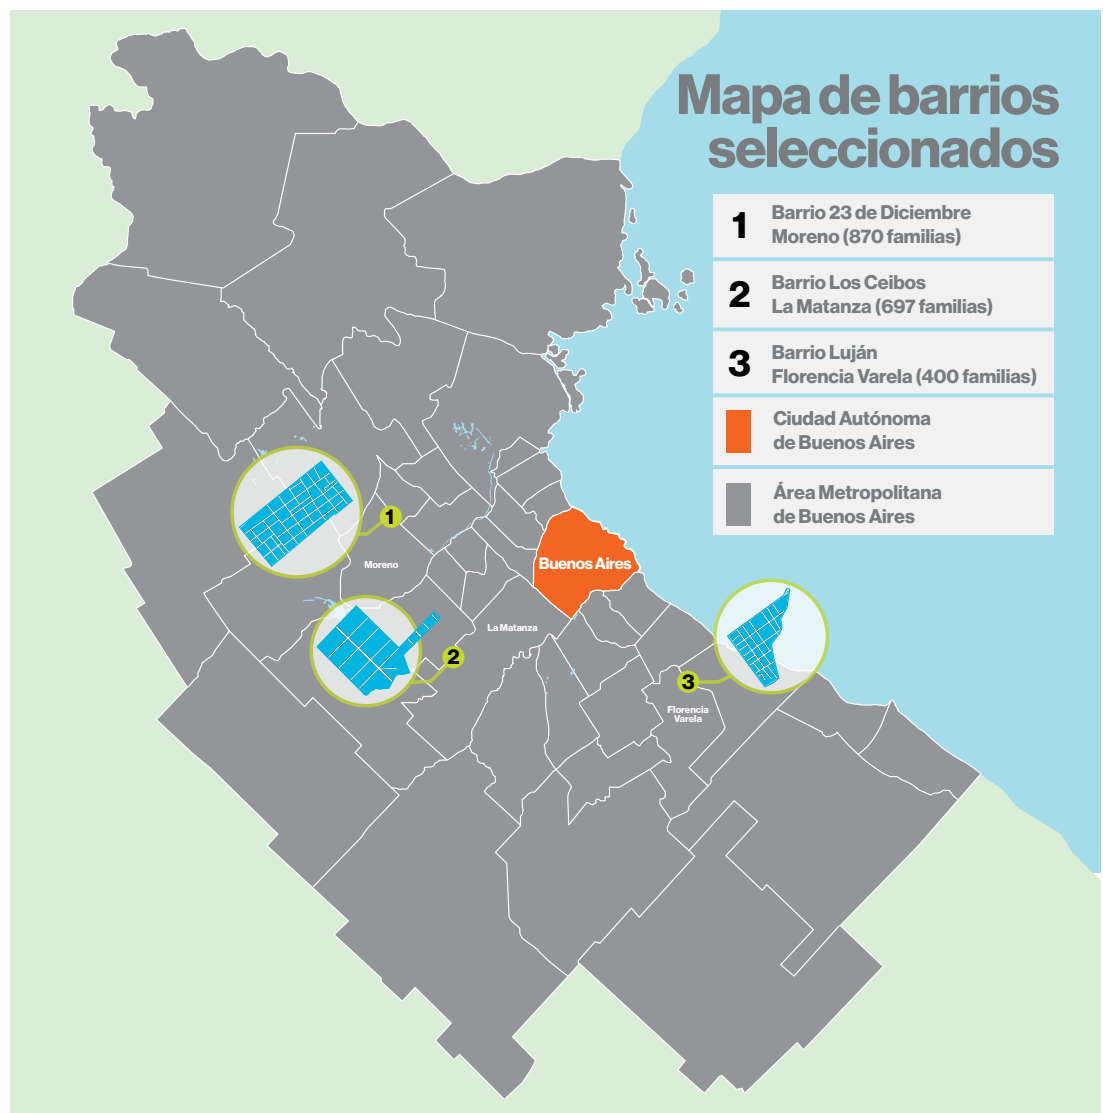 Mapa de barrios
seleccionados
1
Barrio 23 de Diciembre
Moreno (870 familias)
2
Barrio Los Ceibos
La Matanza (697 familias)
3
Barrio Luján
Florencia Varela (400 familias)
Ciudad Autónoma
de Buenos Aires
Área Metropolitana
de Buenos Aires
1
Moreno
Buenos Aires
La Matanza
2
3
Florencia
Varela